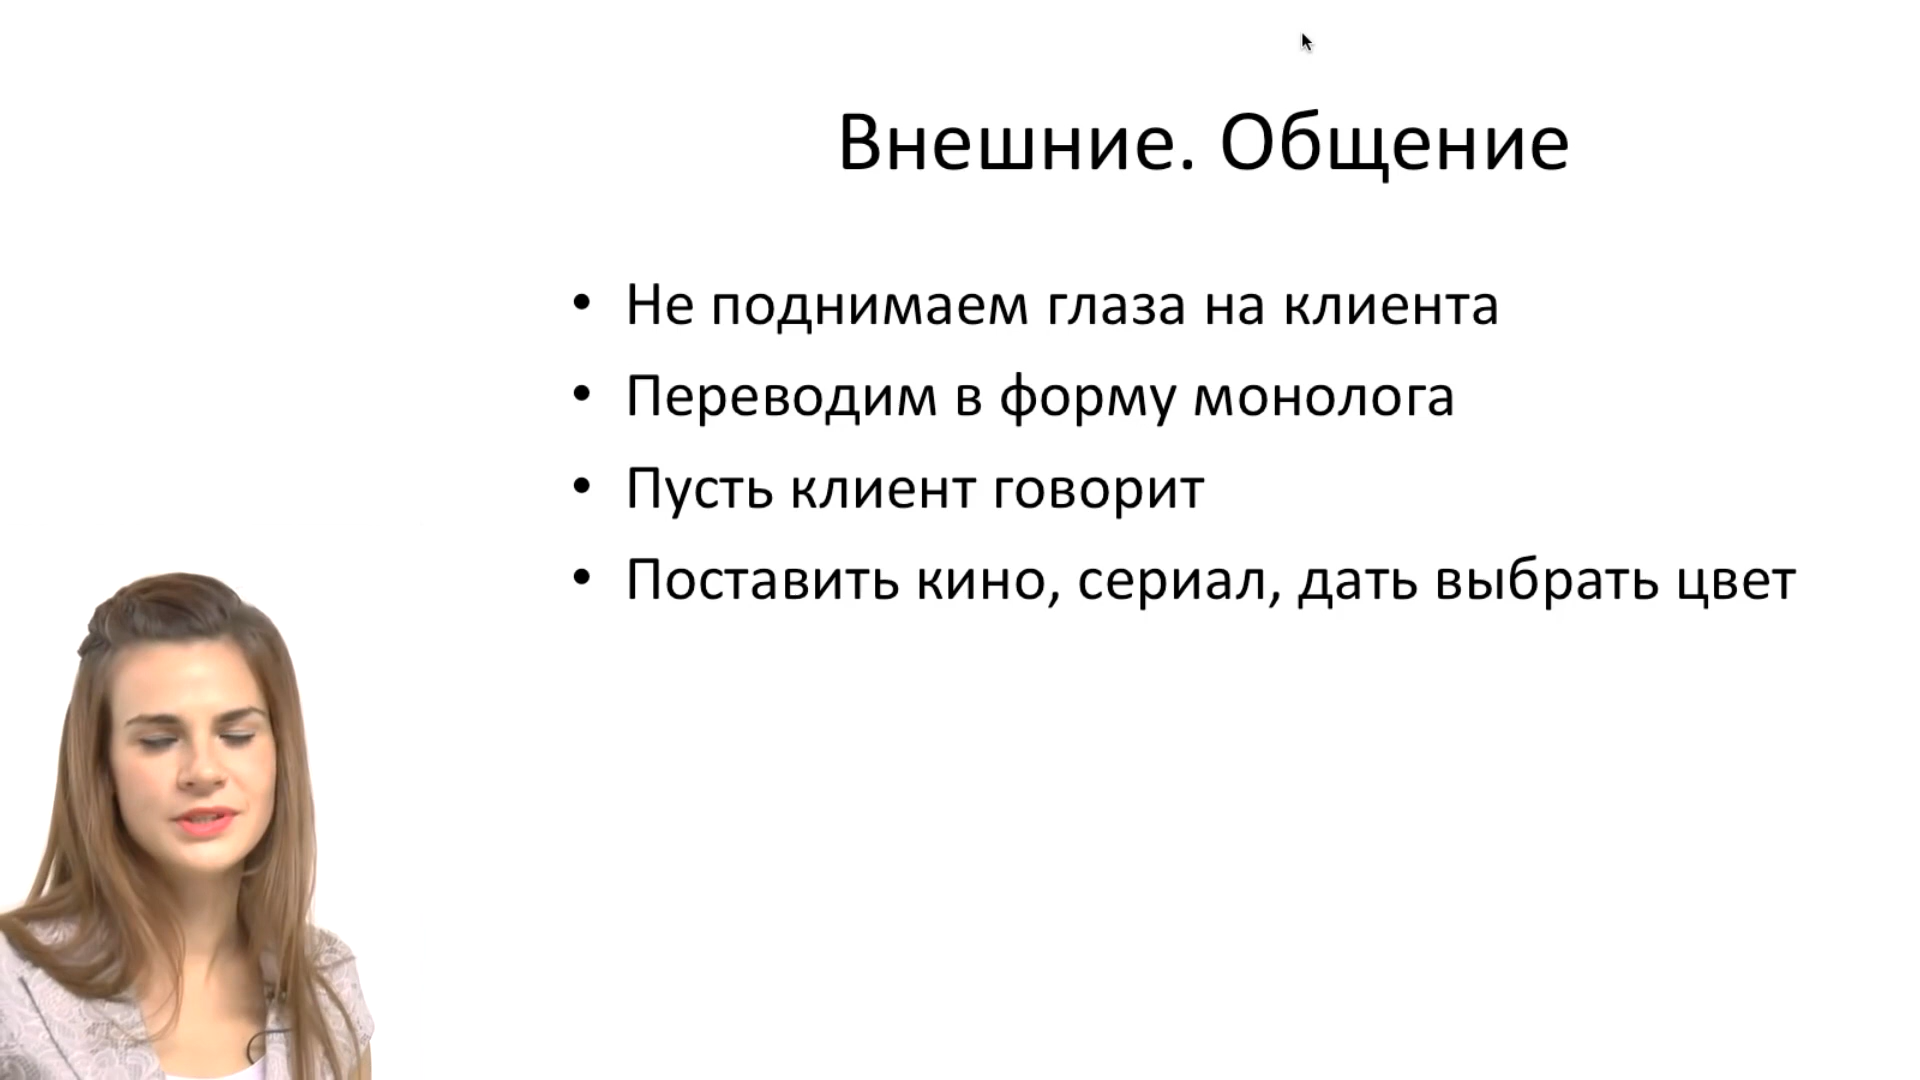 Внешние. Общение
• Не поднимаем глаза на клиента
• Переводим в форму монолога
• Пусть клиент говорит
• Поставить кино, сериал, дать выбрать цвет